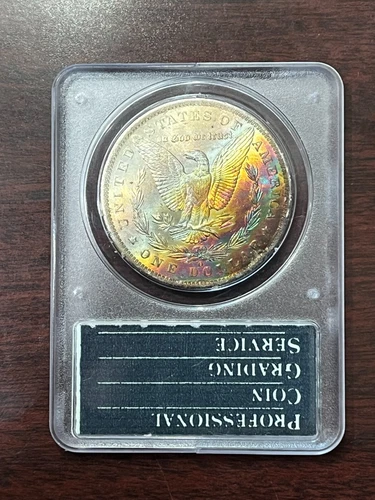 UNITED STATES OF AMERICA
In God we trust
ONE DOLLAR
PROFESSIONAL
COIN
GRADING
SERVICE